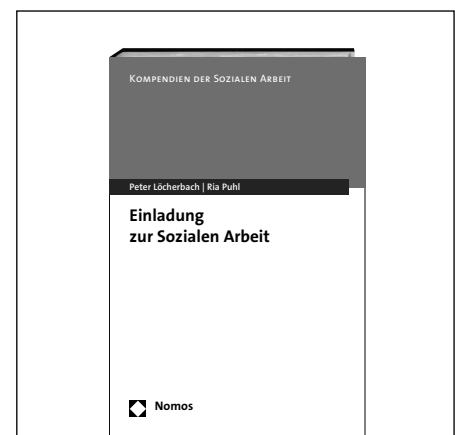 Kompendien der Sozialen Arbeit
Peter Löcherbach | Ria Puhl
Einladung
zur Sozialen Arbeit
Nomos